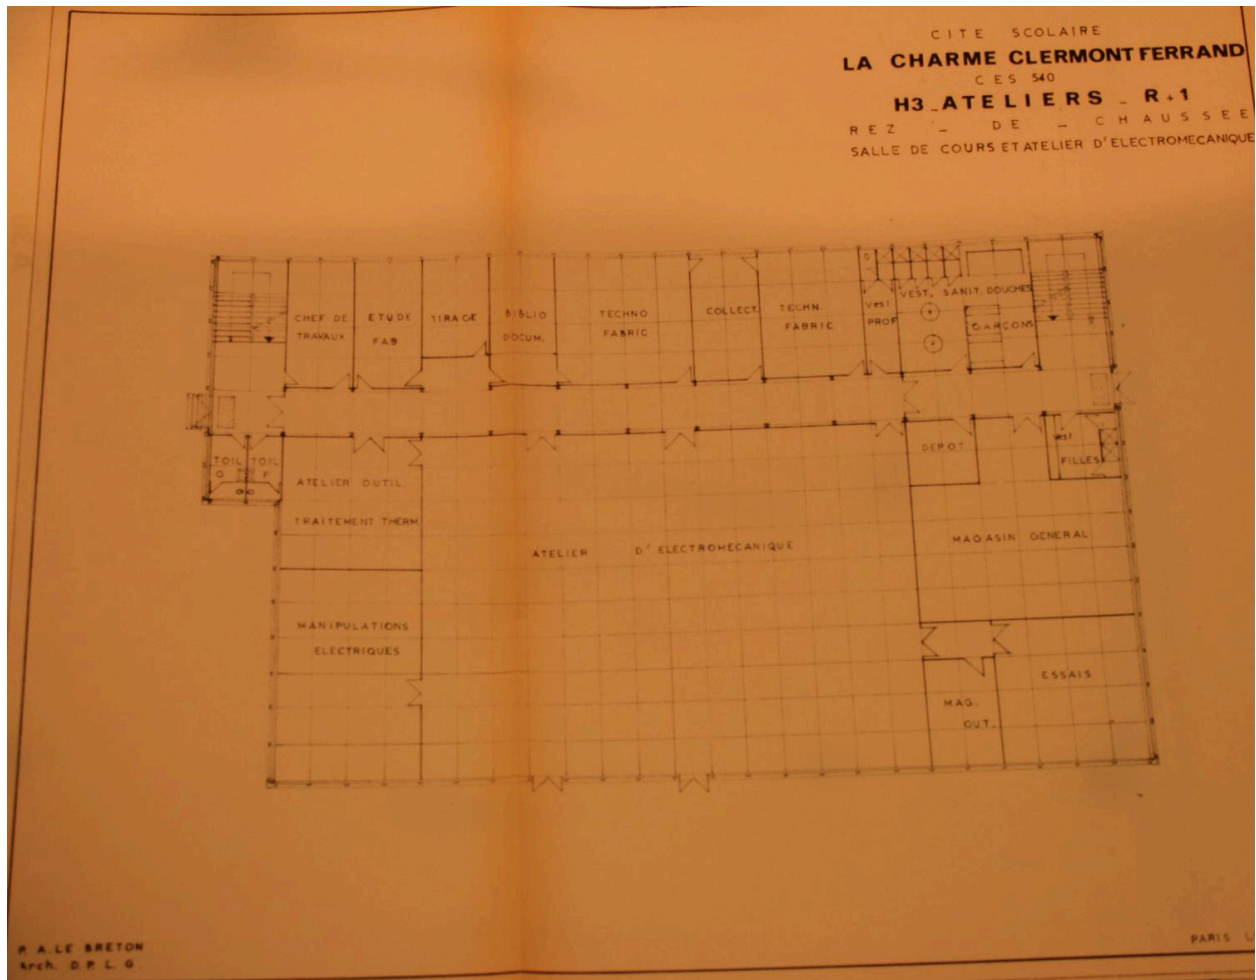 CITE SCOLAIRE
LA CHARME CLERMONT FERRAND
CES 540
H3_ATELIERS _ R+1
REZ _ DE _ CHAUSSEE
SALLE DE COURS ET ATELIER D'ELECTROMECANIQUE
CHEF DE
TRAVAUX
ETUDE
FAB
TIRAGE
BIBLIO
DOCUM.
TECHNO
FABRIC
COLLECT.
TECHN.
FABRIC
Vest
PROF
VEST. SANIT. DOUCHES
GARÇONS
TOIL
G
TOIL
F
ATELIER OUTIL.
TRAITEMENT THERM.
MANIPULATIONS
ELECTRIQUES
ATELIER D'ELECTROMECANIQUE
DEPOT
Vest
FILLES
MAGASIN GENERAL
MAG.
OUT.
ESSAIS
P. A. LE BRETON
Arch. D.P.L.G.
PARIS